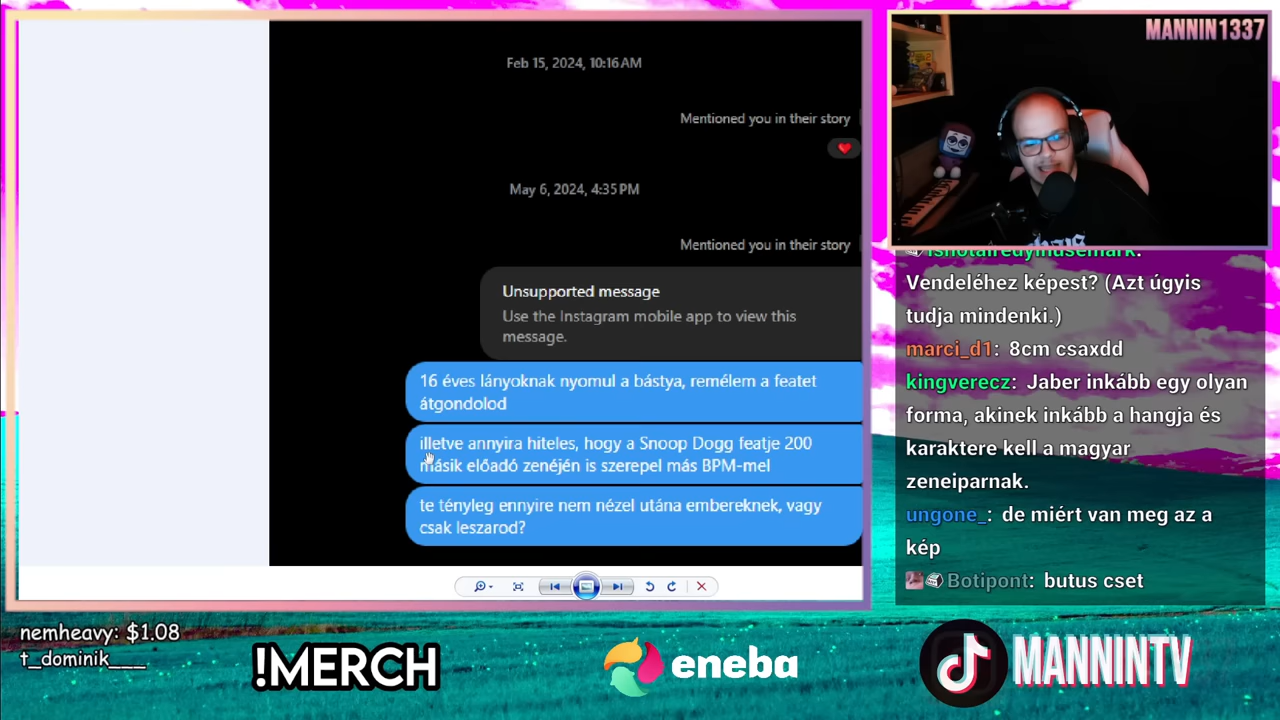 Feb 15, 2024, 10:16 AM
Mentioned you in their story
May 6, 2024, 4:35 PM
Mentioned you in their story
Unsupported message
Use the Instagram mobile app to view this
message.
16 éves lányoknak nyomul a bástya, remélem a featet
átgondolod
illetve annyira hiteles, hogy a Snoop Dogg featje 200
másik előadó zenéjén is szerepel más BPM-mel
te tényleg ennyire nem nézel utána embereknek, vagy
csak leszarod?
MANNIN1337
Vendeléhez képest? (Azt úgyis
tudja mindenki.)
marci_d1: 8cm csaxdd
kingverecz: Jaber inkább egy olyan
forma, akinek inkább a hangja és
karaktere kell a magyar
zeneiparnak.
ungone_: de miért van meg az a
kép
Botipont: butus cset
nemheavy: $1.08
t_dominik___
!MERCH
eneba
MANNINTV